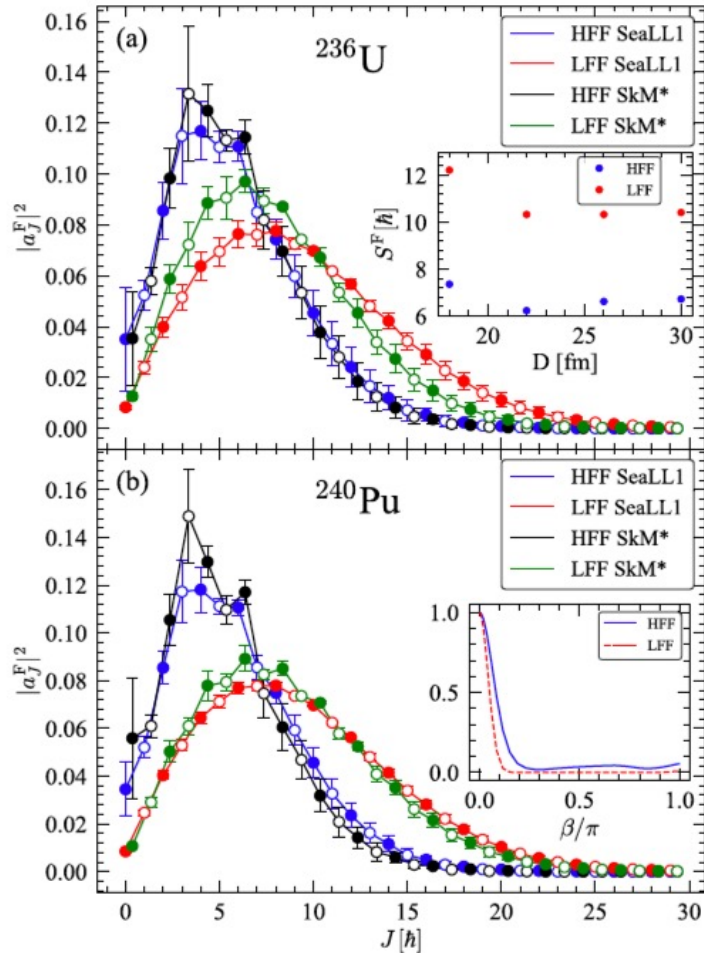 (a)
²³⁶U
HFF SeaLL1
LFF SeaLL1
HFF SkM*
LFF SkM*
0.16
0.14
0.12
0.10
0.08
0.06
0.04
0.02
0.00
|a_J^F|²
HFF
LFF
12
10
8
6
S^F[ħ]
20 25 30
D [fm]
(b)
²⁴⁰Pu
HFF SeaLL1
LFF SeaLL1
HFF SkM*
LFF SkM*
0.16
0.14
0.12
0.10
0.08
0.06
0.04
0.02
0.00
|a_J^F|²
HFF
LFF
1.0
0.5
0.0
0.0 0.5 1.0
β/π
0 5 10 15 20 25 30
J[ħ]